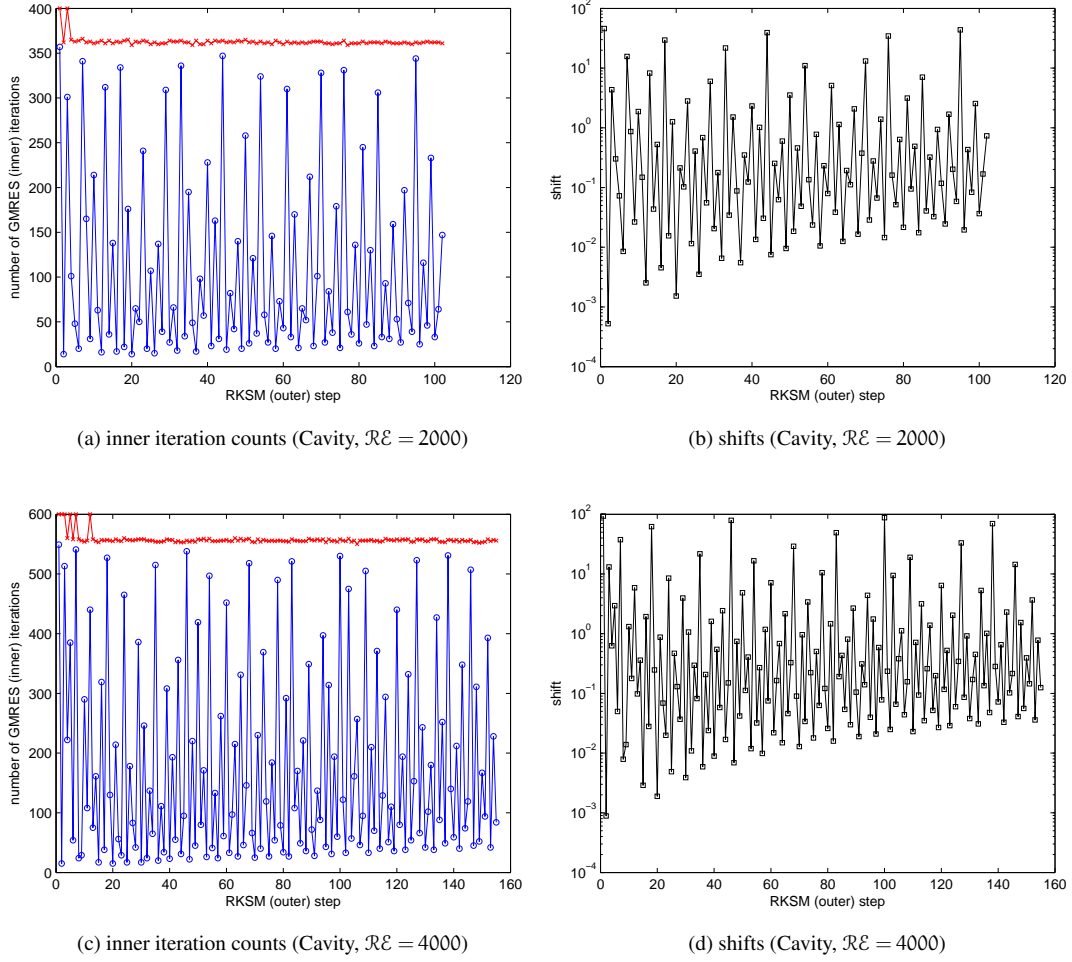 400
350
300
250
200
150
100
50
0
number of GMRES (inner) iterations
0 20 40 60 80 100 120
RKSM (outer) step
(a) inner iteration counts (Cavity, ℛℰ = 2000)
10^2
10^1
10^0
10^−1
10^−2
10^−3
10^−4
shift
0 20 40 60 80 100 120
RKSM (outer) step
(b) shifts (Cavity, ℛℰ = 2000)
600
500
400
300
200
100
0
number of GMRES (inner) iterations
0 20 40 60 80 100 120 140 160
RKSM (outer) step
(c) inner iteration counts (Cavity, ℛℰ = 4000)
10^2
10^1
10^0
10^−1
10^−2
10^−3
10^−4
shift
0 20 40 60 80 100 120 140 160
RKSM (outer) step
(d) shifts (Cavity, ℛℰ = 4000)